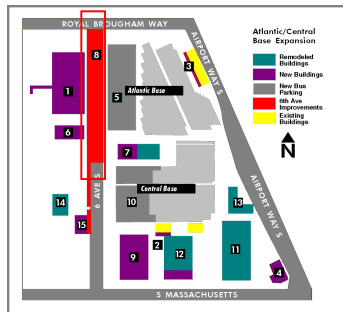 ROYAL BROUGHAM WAY
Atlantic/Central
Base Expansion
Remodeled
Buildings
New Buildings
New Bus
Parking
6th Ave
Improvements
Existing
Buildings
N
AIRPORT WAY S
8
3
1
5
Atlantic Base
6
7
6 AVE S
Central Base
AIRPORT WAY S
14
10
13
15
2
9
12
11
4
S MASSACHUSETTS